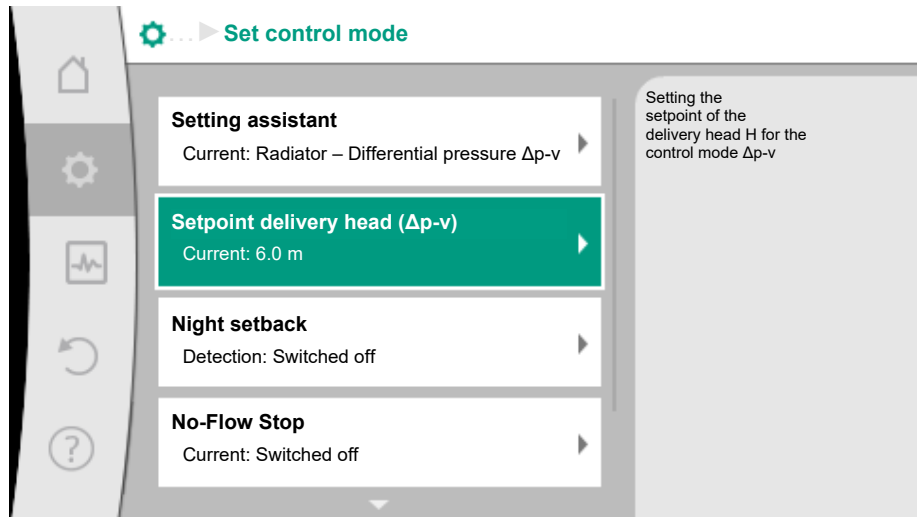 ... Set control mode
Setting assistant
Current: Radiator – Differential pressure Δp-v
Setpoint delivery head (Δp-v)
Current: 6.0 m
Night setback
Detection: Switched off
No-Flow Stop
Current: Switched off
Setting the
setpoint of the
delivery head H for the
control mode Δp-v
?